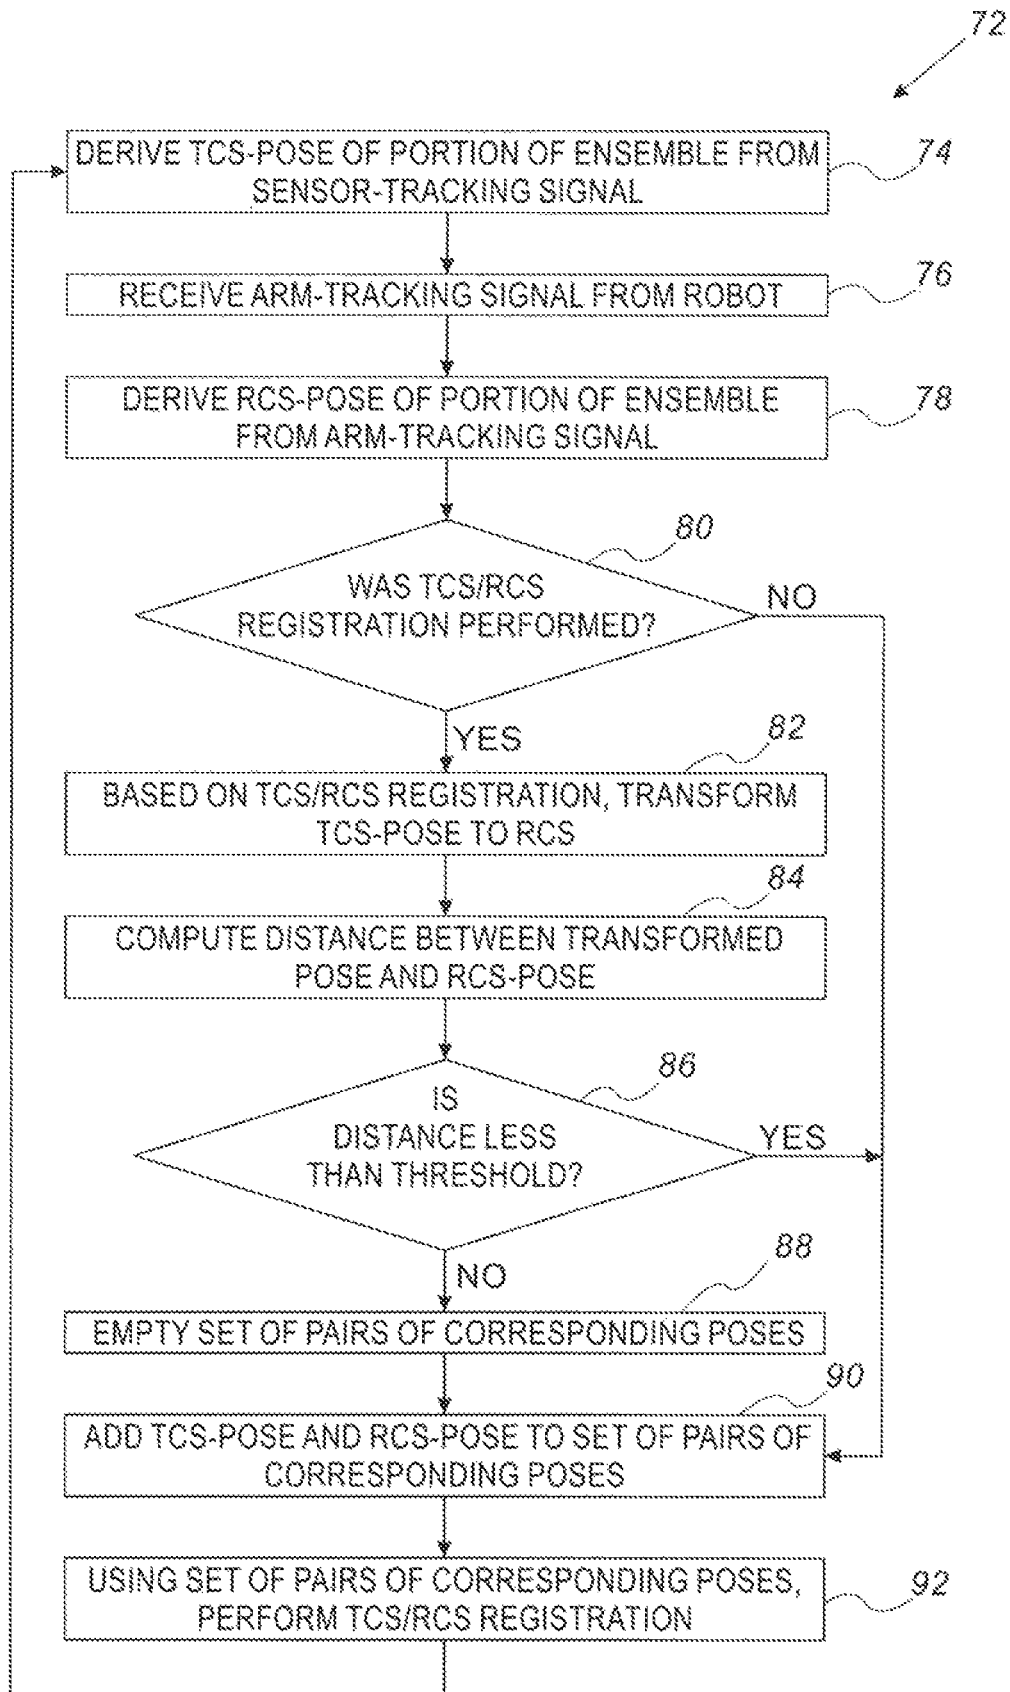 72
DERIVE TCS-POSE OF PORTION OF ENSEMBLE FROM
SENSOR-TRACKING SIGNAL
74
RECEIVE ARM-TRACKING SIGNAL FROM ROBOT
76
DERIVE RCS-POSE OF PORTION OF ENSEMBLE
FROM ARM-TRACKING SIGNAL
78
80
WAS TCS/RCS
REGISTRATION PERFORMED?
NO
YES
82
BASED ON TCS/RCS REGISTRATION, TRANSFORM
TCS-POSE TO RCS
84
COMPUTE DISTANCE BETWEEN TRANSFORMED
POSE AND RCS-POSE
86
IS
DISTANCE LESS
THAN THRESHOLD?
YES
NO
88
EMPTY SET OF PAIRS OF CORRESPONDING POSES
90
ADD TCS-POSE AND RCS-POSE TO SET OF PAIRS OF
CORRESPONDING POSES
USING SET OF PAIRS OF CORRESPONDING POSES,
PERFORM TCS/RCS REGISTRATION
92